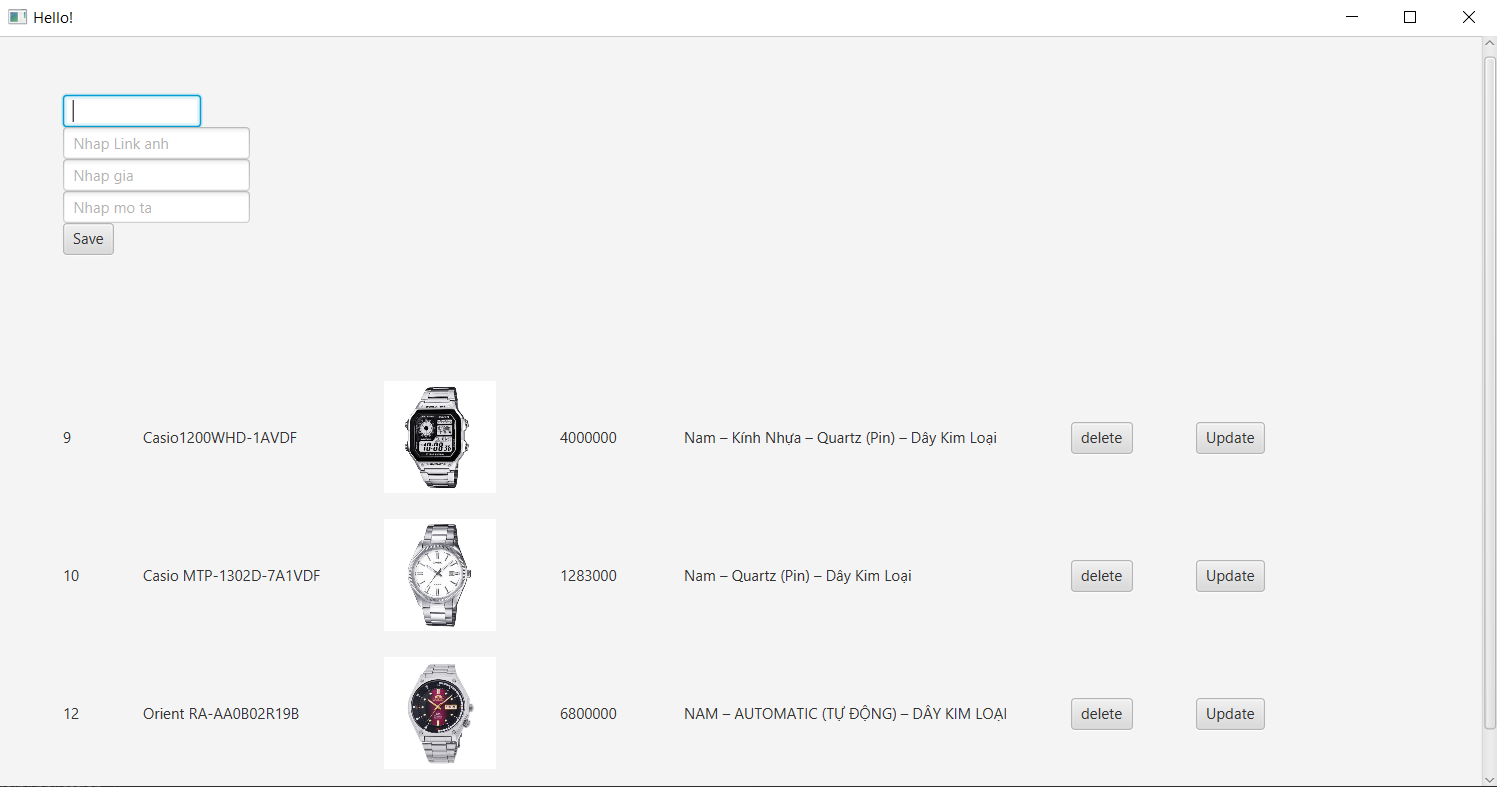 Hello!
Nhap Link anh
Nhap gia
Nhap mo ta
Save
9 Casio1200WHD-1AVDF 4000000 Nam – Kính Nhựa – Quartz (Pin) – Dây Kim Loại delete Update
10 Casio MTP-1302D-7A1VDF 1283000 Nam – Quartz (Pin) – Dây Kim Loại delete Update
12 Orient RA-AA0B02R19B 6800000 NAM – AUTOMATIC (TỰ ĐỘNG) – DÂY KIM LOẠI delete Update